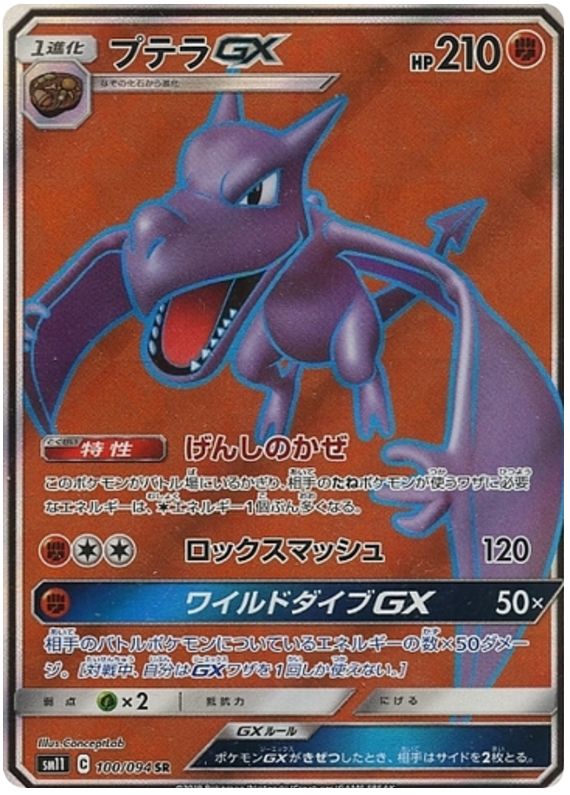 1進化 プテラGX HP210
なぞの化石から進化
とくせい
特性 げんしのかぜ
このポケモンがバトル場にいるかぎり、相手のたねポケモンが使うワザに必要
なエネルギーは、エネルギー1個ぶん多くなる。
ロックスマッシュ 120
ワイルドダイブGX 50×
相手のバトルポケモンについているエネルギーの数×50ダメ
ージ。[対戦中、自分はGXワザを1回しか使えない。]
弱点 ×2 抵抗力 にげる
Illus. ConceptLab
GXルール
sm11 C 100/094 SR
ポケモンGXがきぜつしたとき、相手はサイドを2枚とる。